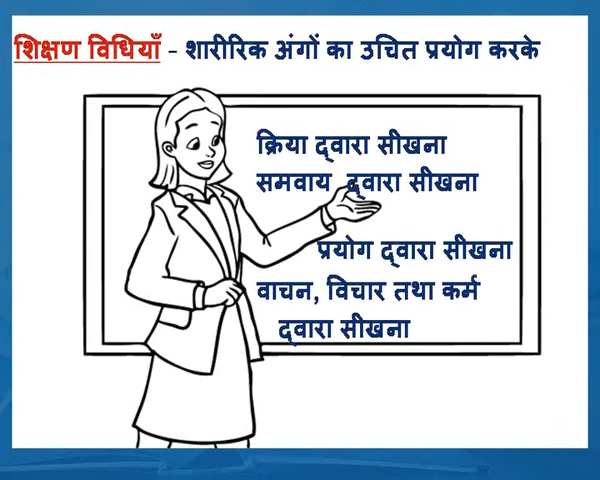 शिक्षण विधियाँ - शारीरिक अंगों का उचित प्रयोग करके
क्रिया द्वारा सीखना
समवाय द्वारा सीखना
प्रयोग द्वारा सीखना
वाचन, विचार तथा कर्म
द्वारा सीखना